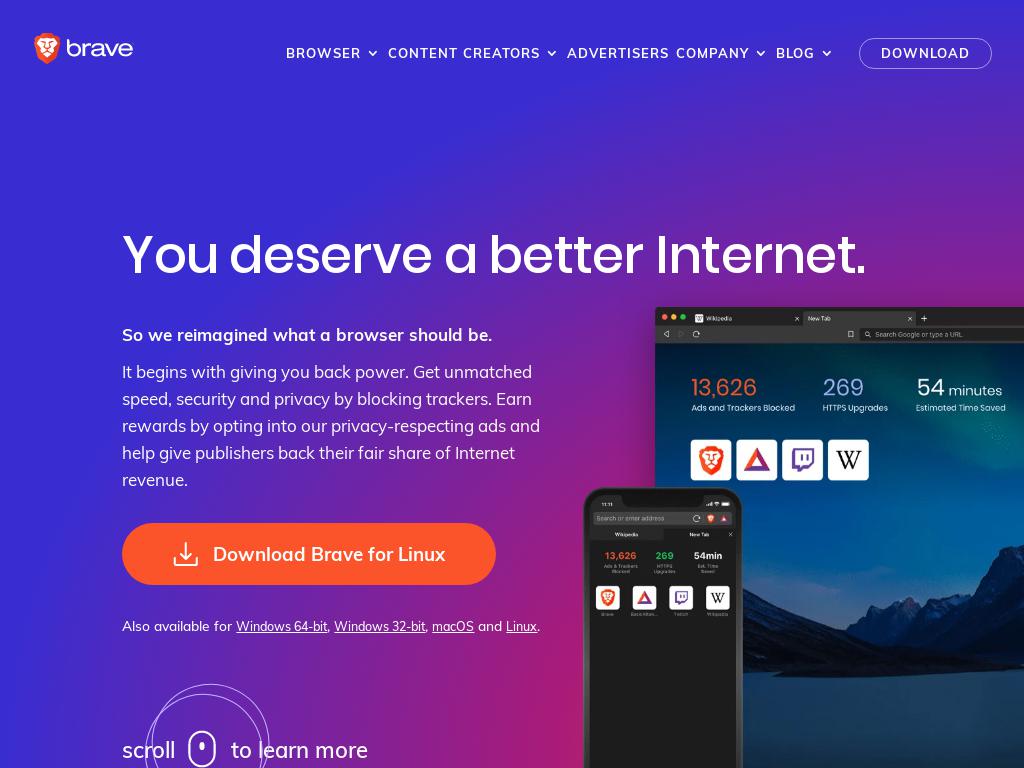 brave
BROWSER CONTENT CREATORS ADVERTISERS COMPANY BLOG DOWNLOAD
You deserve a better Internet.
So we reimagined what a browser should be.
It begins with giving you back power. Get unmatched
speed, security and privacy by blocking trackers. Earn
rewards by opting into our privacy-respecting ads and
help give publishers back their fair share of Internet
revenue.
Download Brave for Linux
Also available for Windows 64-bit, Windows 32-bit, macOS and Linux.
scroll to learn more
W Wikipedia New Tab
Search Google or type a URL
13,626 269 54 minutes
Ads and Trackers Blocked HTTPS Upgrades Estimated Time Saved
W
11:11
Search or enter address
Wikipedia New Tab
13,626 269 54min
Ads & Trackers HTTPS Est. Time
Blocked Upgrades Saved
W
Brave Basic Atten... Twitch Wikipedia